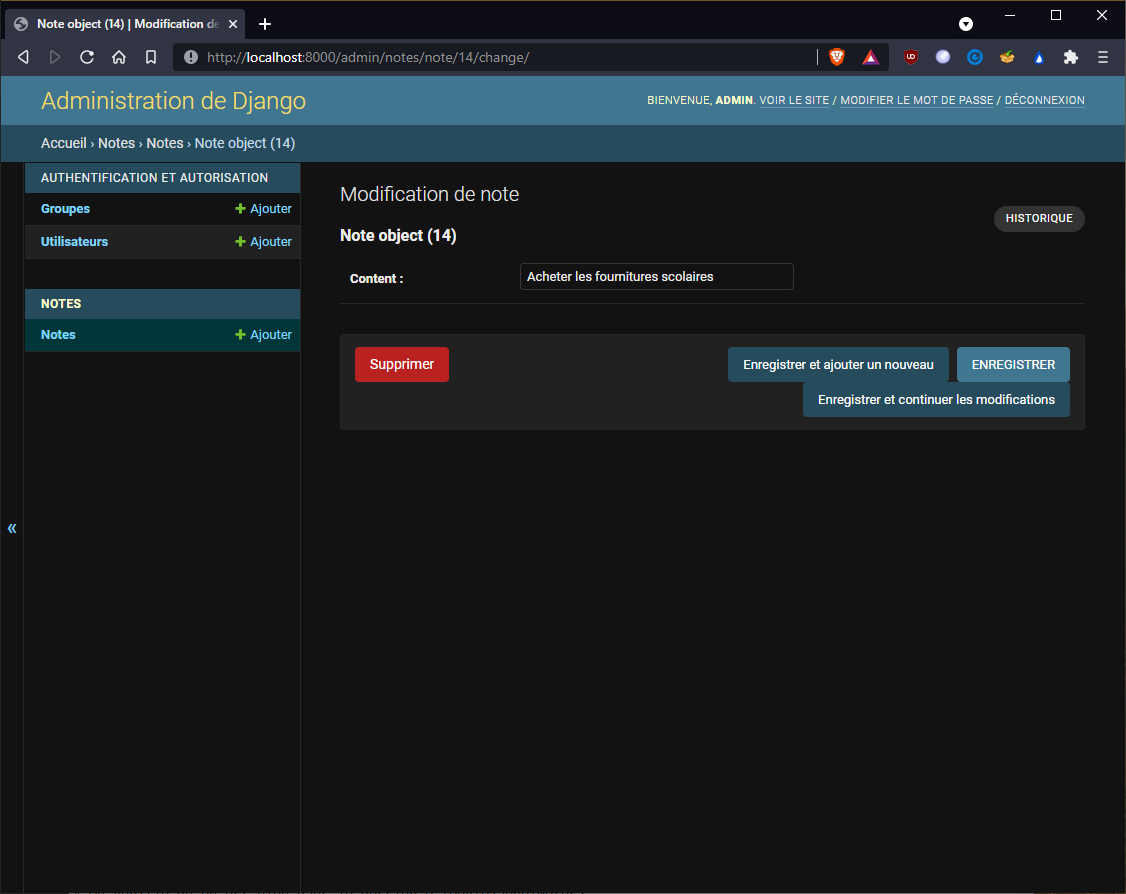 Note object (14) | Modification de
http://localhost:8000/admin/notes/note/14/change/
Administration de Django
BIENVENUE, ADMIN. VOIR LE SITE / MODIFIER LE MOT DE PASSE / DÉCONNEXION
Accueil › Notes › Notes › Note object (14)
AUTHENTIFICATION ET AUTORISATION
Groupes + Ajouter
Utilisateurs + Ajouter
NOTES
Notes + Ajouter
«
Modification de note
HISTORIQUE
Note object (14)
Content : Acheter les fournitures scolaires
Supprimer Enregistrer et ajouter un nouveau ENREGISTRER
Enregistrer et continuer les modifications